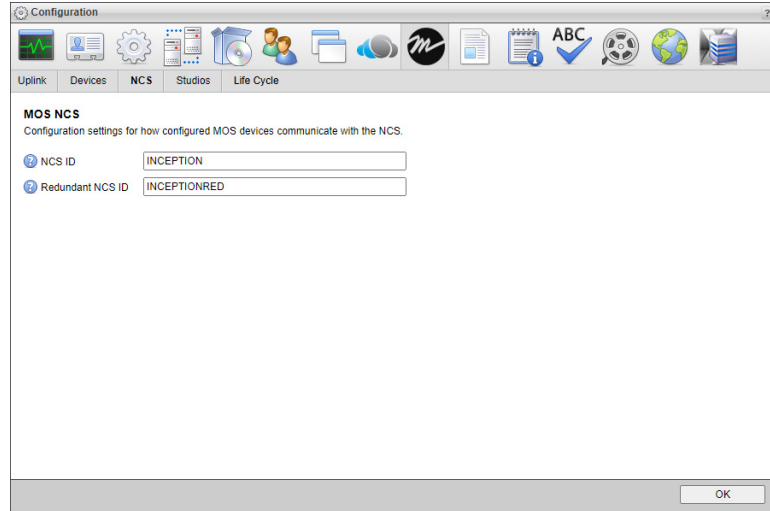 Configuration
?
m
ABC
Uplink Devices NCS Studios Life Cycle
MOS NCS
Configuration settings for how configured MOS devices communicate with the NCS.
? NCS ID INCEPTION
? Redundant NCS ID INCEPTIONRED
OK